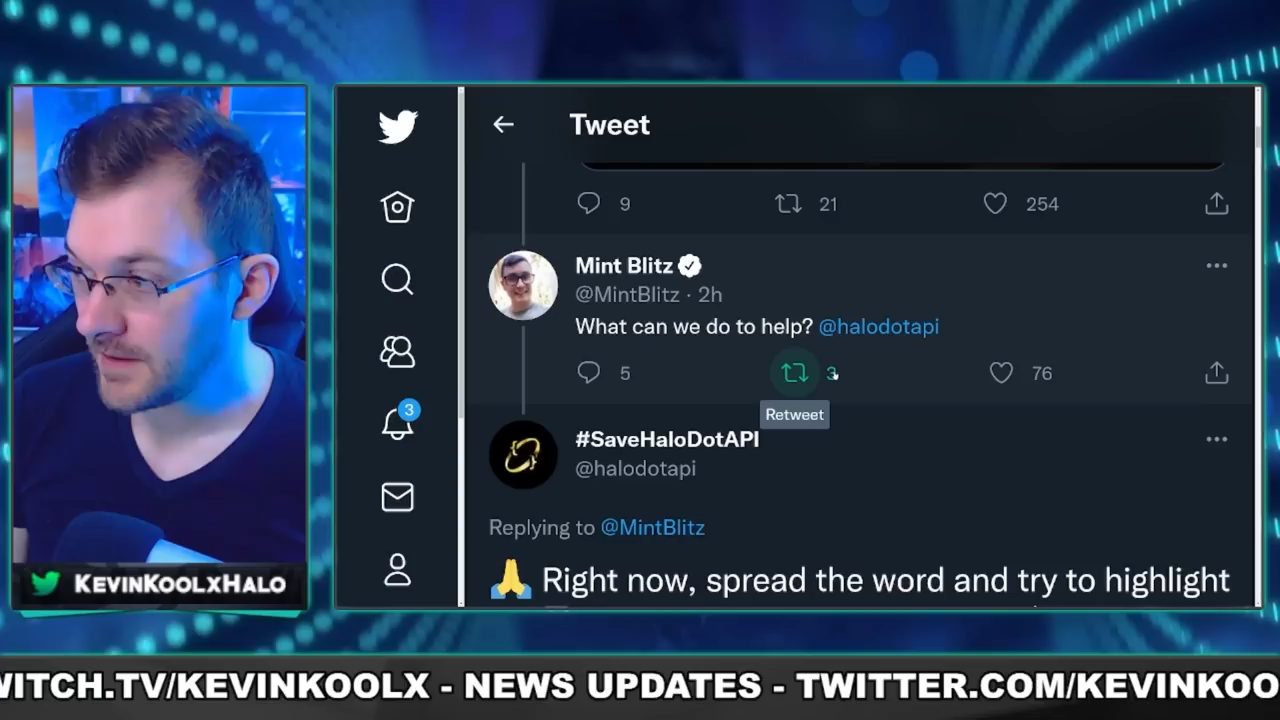 Tweet
9 21 254
Mint Blitz
@MintBlitz · 2h
What can we do to help? @halodotapi
5 3 76
Retweet
3
#SaveHaloDotAPI
@halodotapi
Replying to @MintBlitz
🙏 Right now, spread the word and try to highlight
KEVINKOOLXHALO
WITCH.TV/KEVINKOOLX - NEWS UPDATES - TWITTER.COM/KEVINKOO